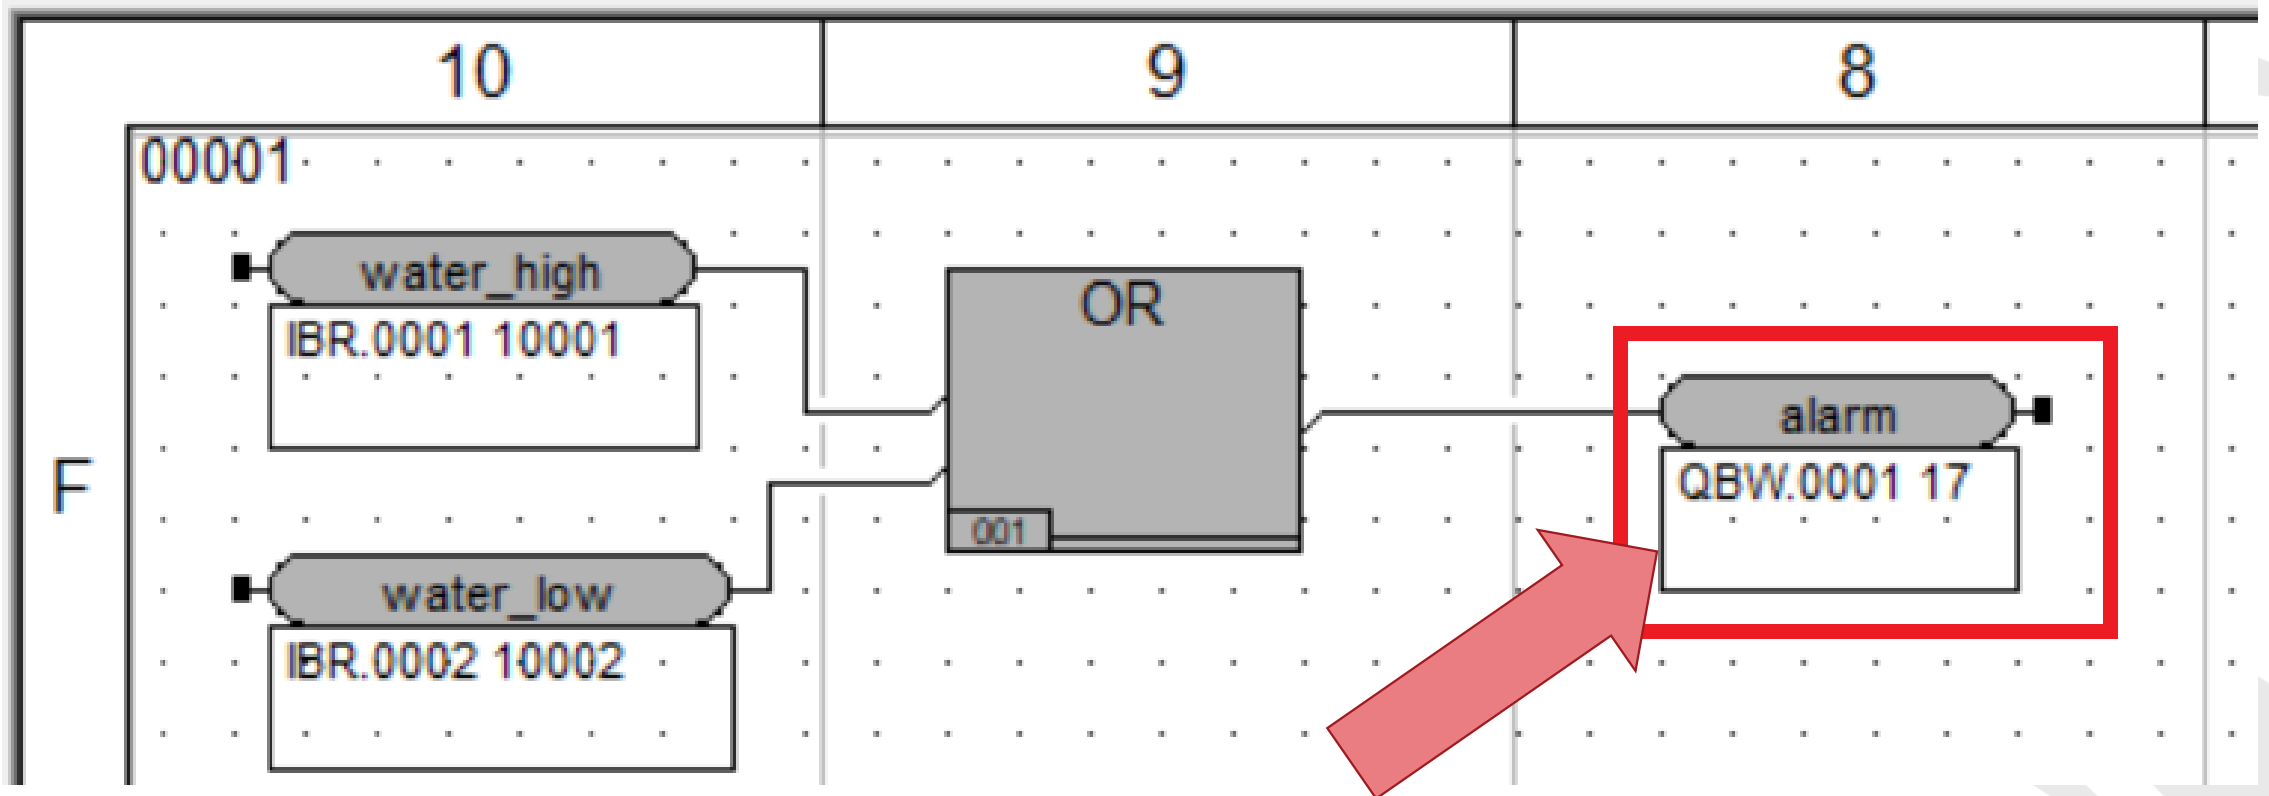 10 9 8
00001
water_high
IBR.0001 10001
OR
alarm
QBW.0001 17
F
001
water_low
IBR.0002 10002